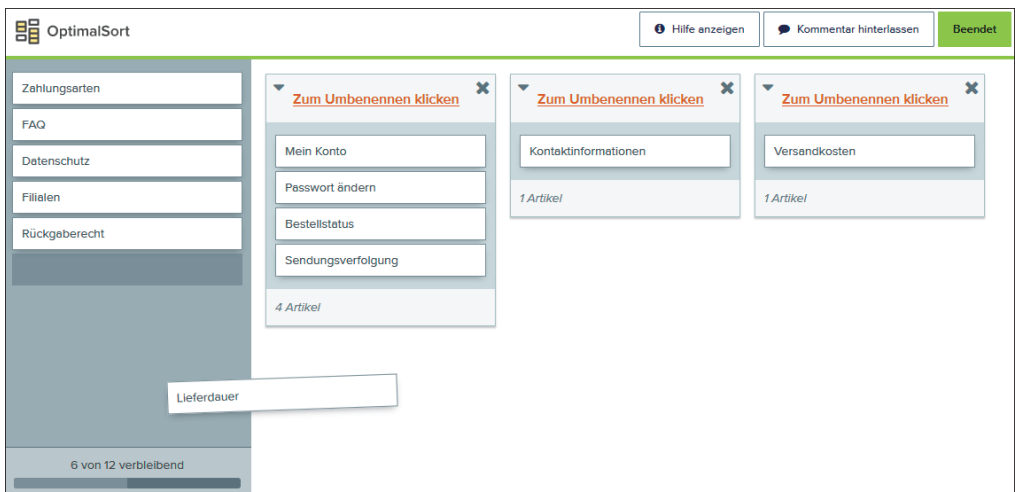 OptimalSort
Hilfe anzeigen
Kommentar hinterlassen
Beendet
Zahlungsarten
FAQ
Datenschutz
Filialen
Rückgaberecht
Lieferdauer
6 von 12 verbleibend
Zum Umbenennen klicken
Mein Konto
Passwort ändern
Bestellstatus
Sendungsverfolgung
4 Artikel
Zum Umbenennen klicken
Kontaktinformationen
1 Artikel
Zum Umbenennen klicken
Versandkosten
1 Artikel